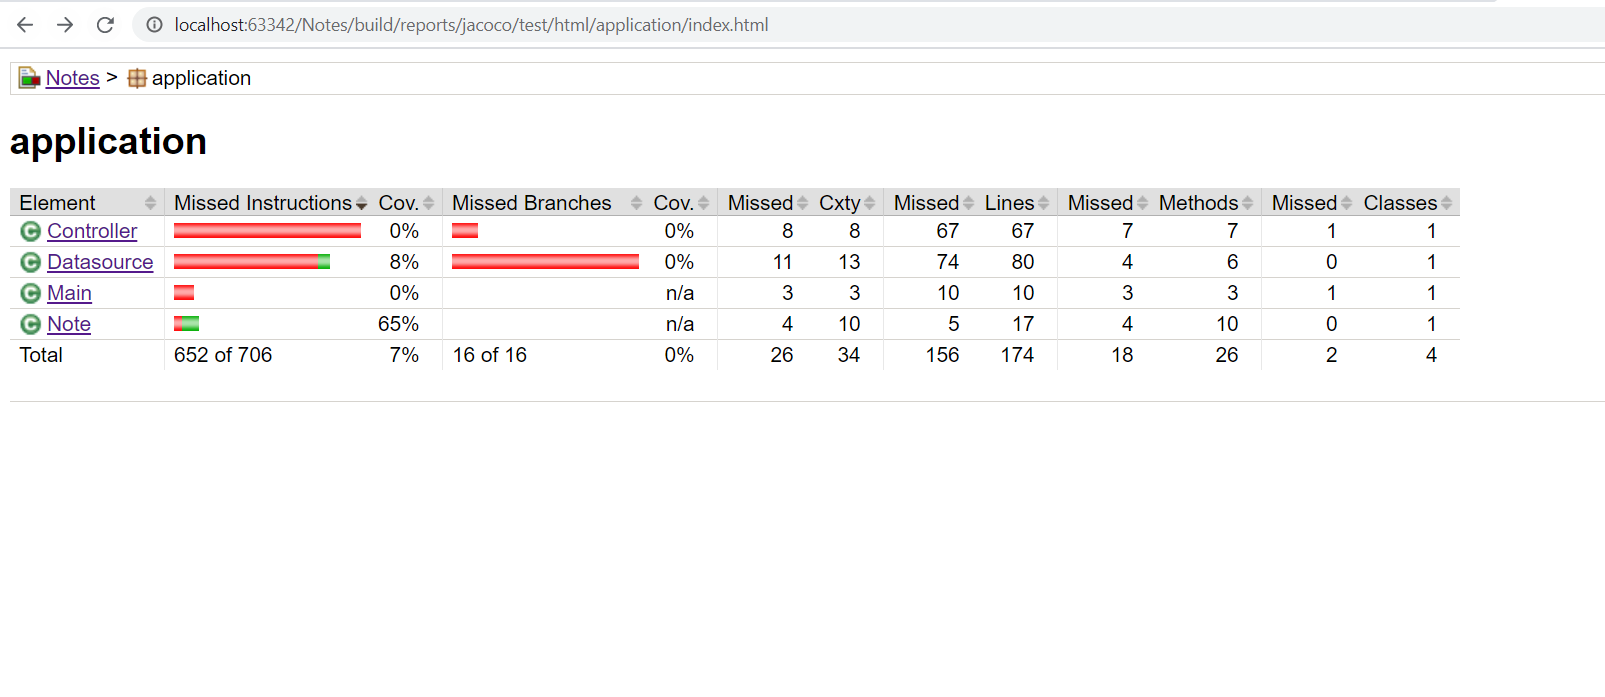 localhost:63342/Notes/build/reports/jacoco/test/html/application/index.html
Notes > application
application
Element Missed Instructions Cov. Missed Branches Cov. Missed Cxty Missed Lines Missed Methods Missed Classes
Controller 0% 0% 8 8 67 67 7 7 1 1
Datasource 8% 0% 11 13 74 80 4 6 0 1
Main 0% n/a 3 3 10 10 3 3 1 1
Note 65% n/a 4 10 5 17 4 10 0 1
Total 652 of 706 7% 16 of 16 0% 26 34 156 174 18 26 2 4